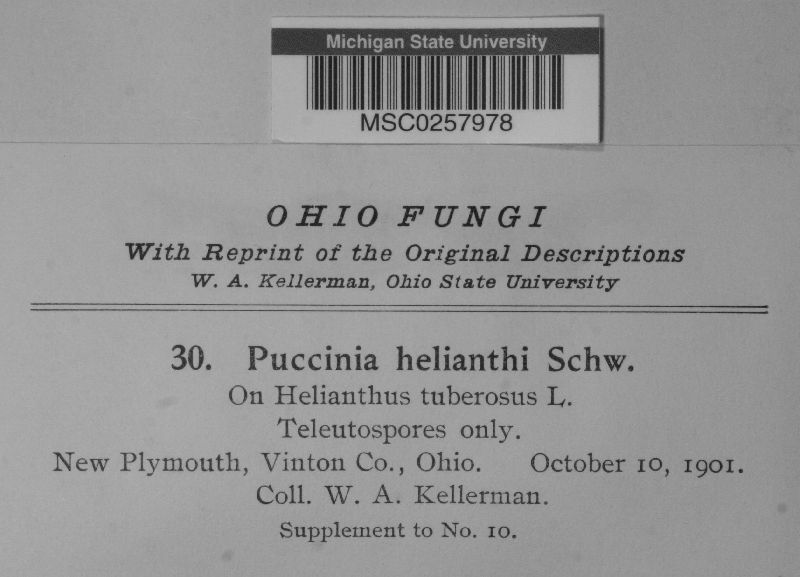 Michigan State University
MSC0257978
OHIO FUNGI
With Reprint of the Original Descriptions
W. A. Kellerman, Ohio State University
30. Puccinia helianthi Schw.
On Helianthus tuberosus L.
Teleutospores only.
New Plymouth, Vinton Co., Ohio. October 10, 1901.
Coll. W. A. Kellerman.
Supplement to No. 10.